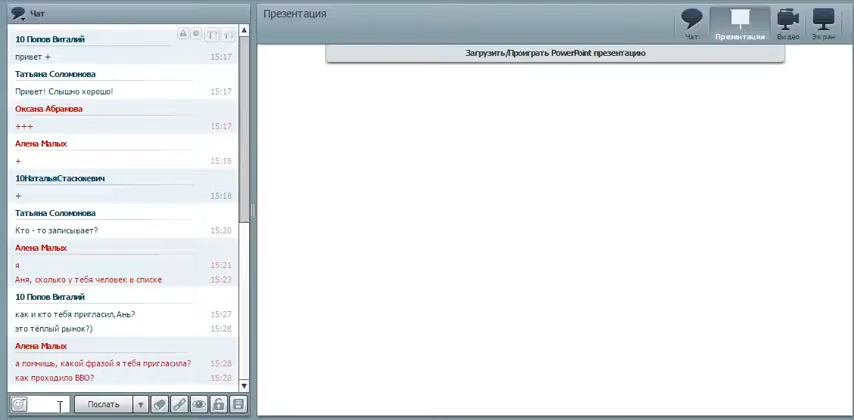 Чат
10 Попов Виталий
привет +
15:17
Татьяна Соломонова
Привет! Слышно хорошо!
15:17
Оксана Абрамова
+++
15:17
Алена Малых
+
15:18
10НатальяСтасюкевич
+
15:18
Татьяна Соломонова
Кто - то записывает?
15:20
Алена Малых
я
15:21
Аня, сколько у тебя человек в списке
15:23
10 Попов Виталий
как и кто тебя пригласил,Ань?
15:27
это тёплый рынок?)
15:28
Алена Малых
а помнишь, какой фразой я тебя пригласила?
15:28
как проходило ВВО?
15:28
Послать
Презентация
Чат
Презентация
Видео
Экран
Загрузить/Проиграть PowerPoint презентацию